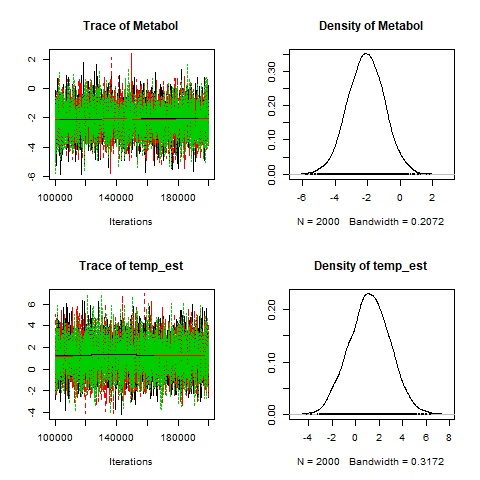 Trace of Metabol
2
0
-2
-4
-6
100000 140000 180000
Iterations
Density of Metabol
0.30
0.20
0.10
0.00
-6 -4 -2 0 2
N = 2000 Bandwidth = 0.2072
Trace of temp_est
6
4
2
0
-2
-4
100000 140000 180000
Iterations
Density of temp_est
0.20
0.10
0.00
-4 -2 0 2 4 6 8
N = 2000 Bandwidth = 0.3172